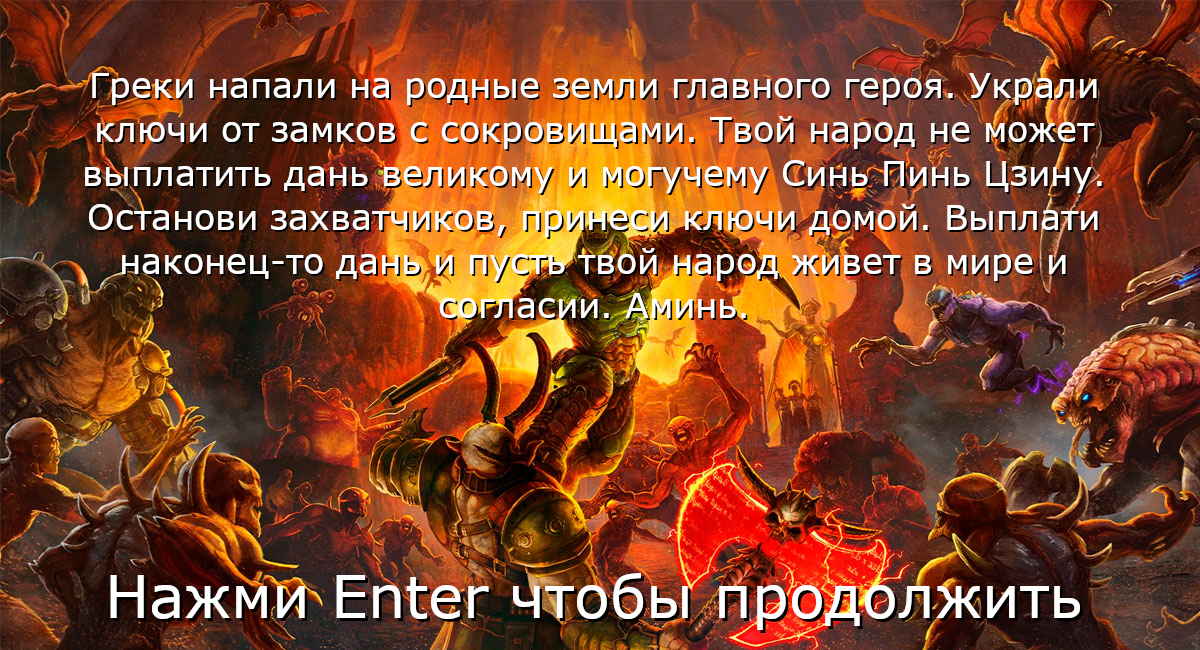 Греки напали на родные земли главного героя. Украли
ключи от замков с сокровищами. Твой народ не может
выплатить дань великому и могучему Синь Пинь Цзину.
Останови захватчиков, принеси ключи домой. Выплати
наконец-то дань и пусть твой народ живет в мире и
согласии. Аминь.
Нажми Enter чтобы продолжить